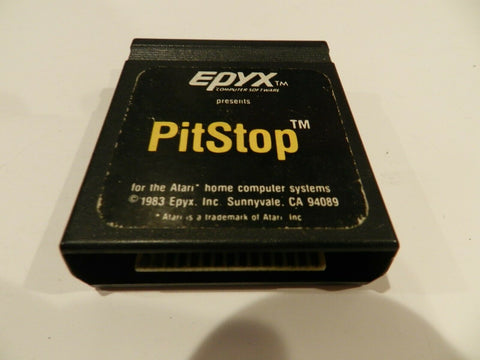 EPYX™
COMPUTER SOFTWARE
presents
PitStop™
for the Atari* home computer systems
© 1983 Epyx. Inc. Sunnyvale, CA 94089
* Atari is a trademark of Atari Inc